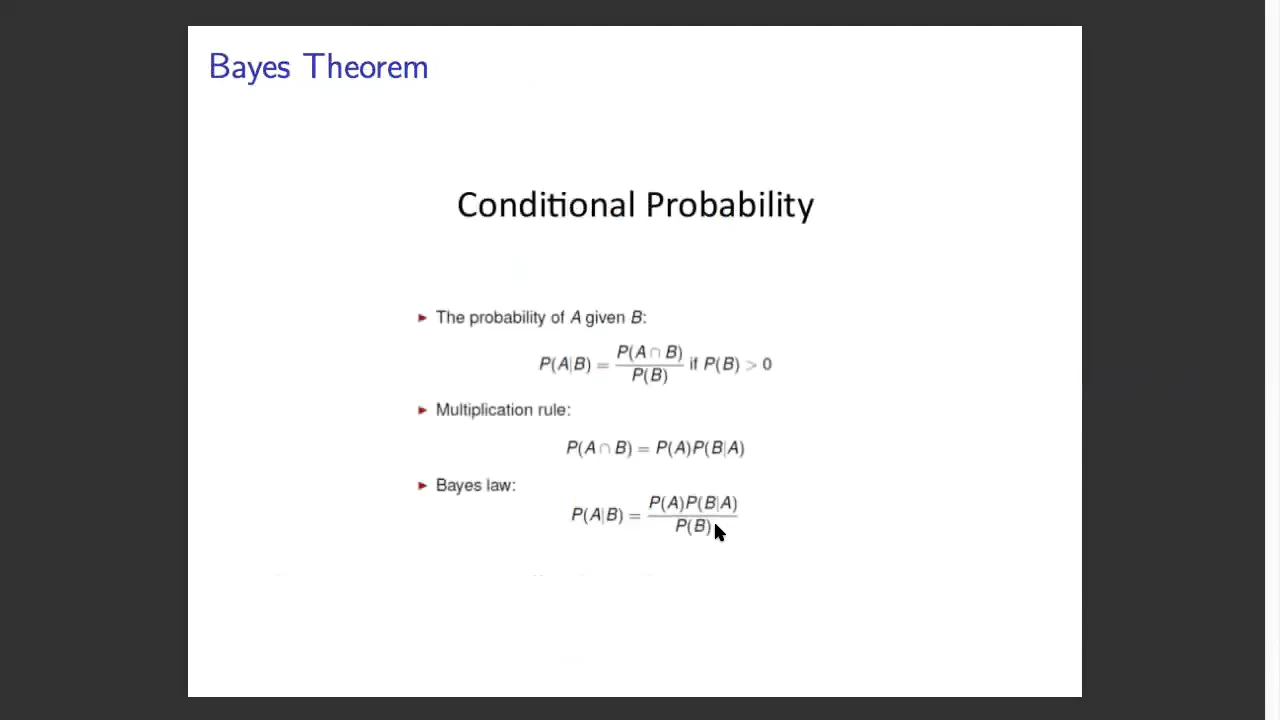 Bayes Theorem
Conditional Probability
► The probability of A given B:
P(A|B) = P(A ∩ B) / P(B) if P(B) > 0
► Multiplication rule:
P(A ∩ B) = P(A)P(B|A)
► Bayes law:
P(A|B) = P(A)P(B|A) / P(B)